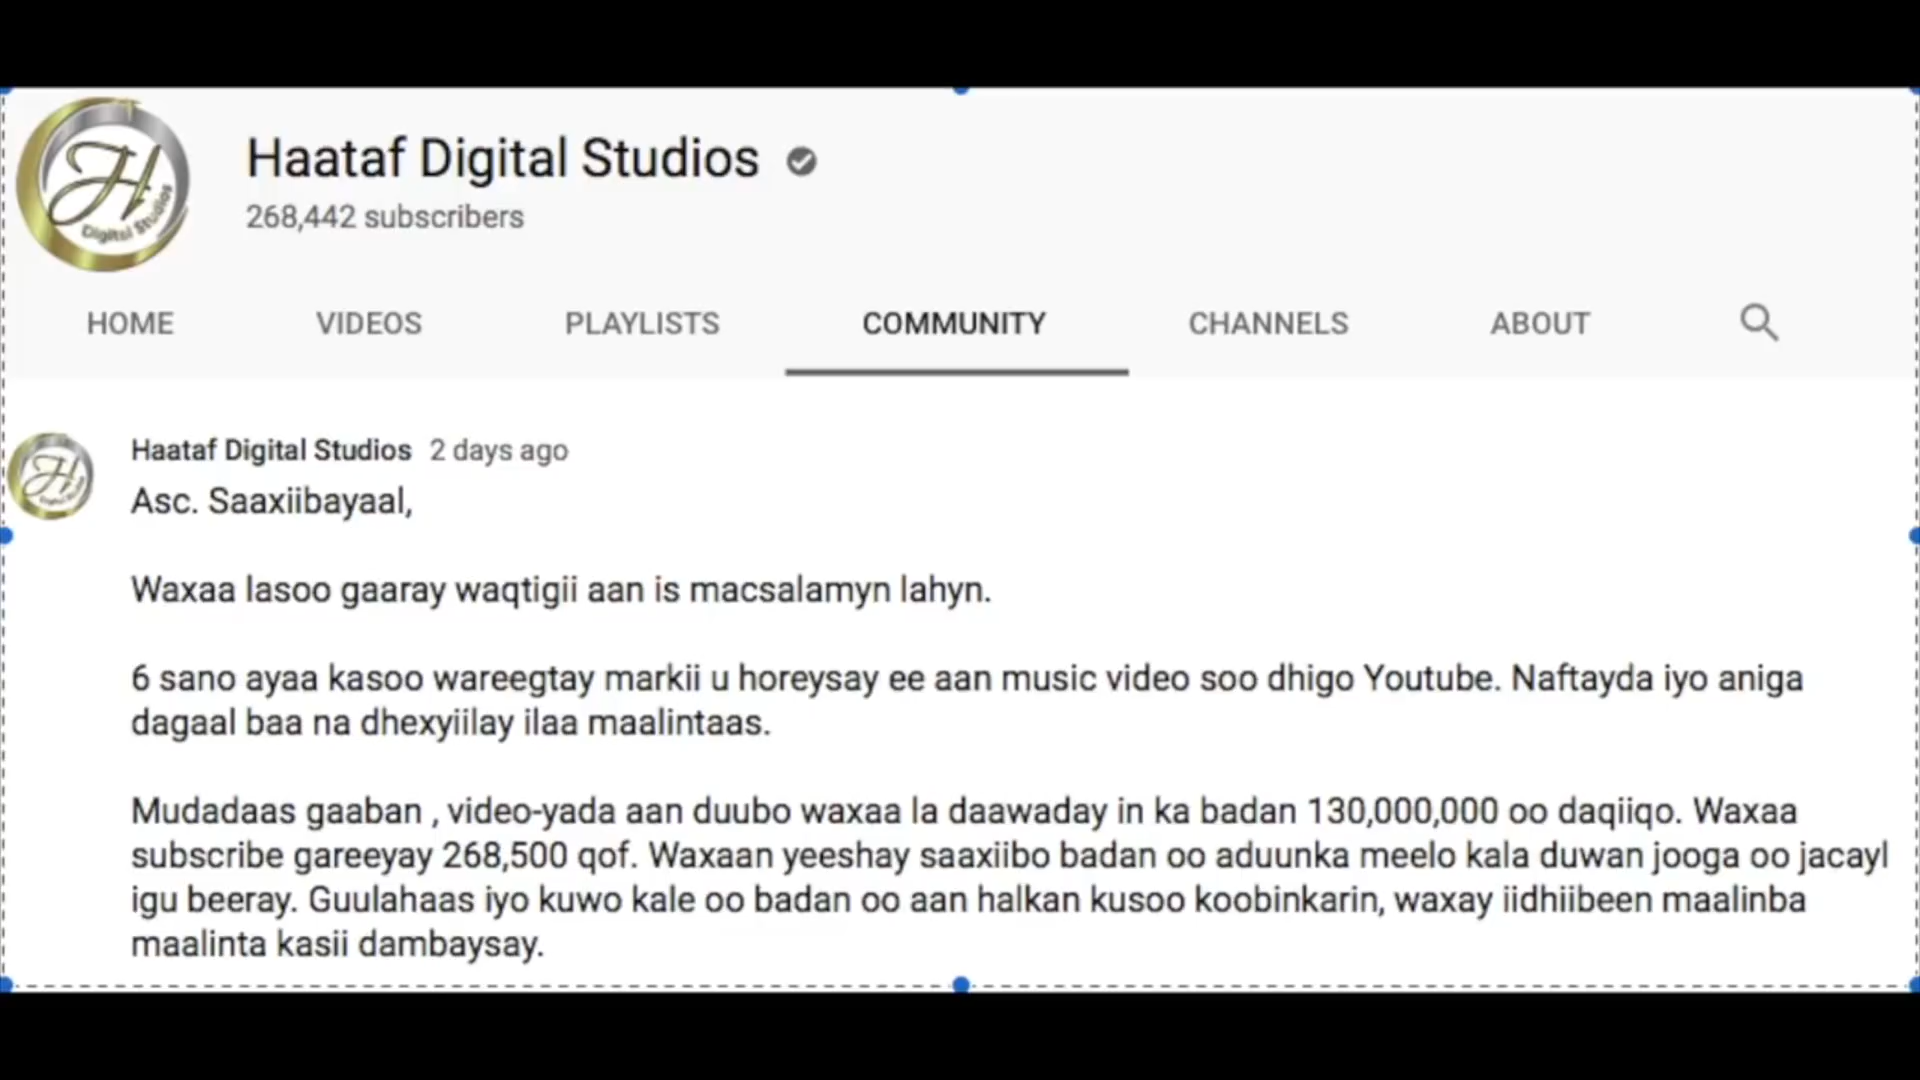 H
Digital Studios
Haataf Digital Studios
268,442 subscribers
HOME VIDEOS PLAYLISTS COMMUNITY CHANNELS ABOUT
Haataf Digital Studios 2 days ago
Asc. Saaxiibayaal,
Waxaa lasoo gaaray waqtigii aan is macsalamyn lahyn.
6 sano ayaa kasoo wareegtay markii u horeysay ee aan music video soo dhigo Youtube. Naftayda iyo aniga
dagaal baa na dhexyiilay ilaa maalintaas.
Mudadaas gaaban , video-yada aan duubo waxaa la daawaday in ka badan 130,000,000 oo daqiiqo. Waxaa
subscribe gareeyay 268,500 qof. Waxaan yeeshay saaxiibo badan oo aduunka meelo kala duwan jooga oo jacayl
igu beeray. Guulahaas iyo kuwo kale oo badan oo aan halkan kusoo koobinkarin, waxay iidhiibeen maalinba
maalinta kasii dambaysay.